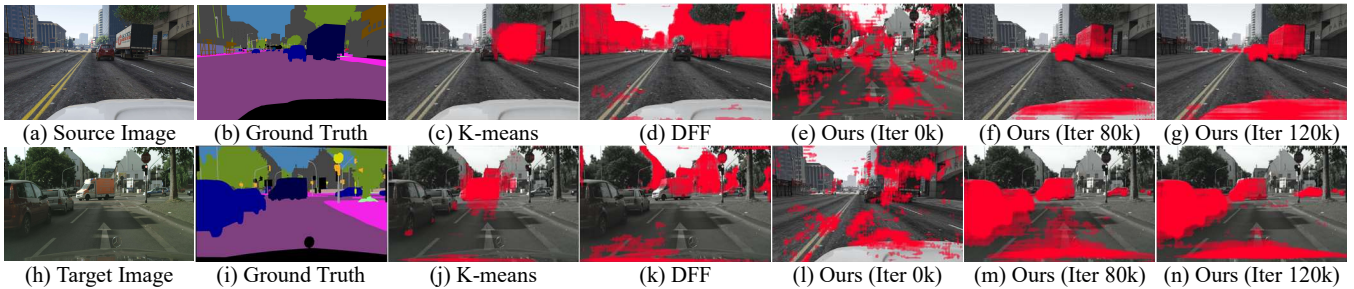 (a) Source Image (b) Ground Truth (c) K-means (d) DFF (e) Ours (Iter 0k) (f) Ours (Iter 80k) (g) Ours (Iter 120k)
(h) Target Image (i) Ground Truth (j) K-means (k) DFF (l) Ours (Iter 0k) (m) Ours (Iter 80k) (n) Ours (Iter 120k)